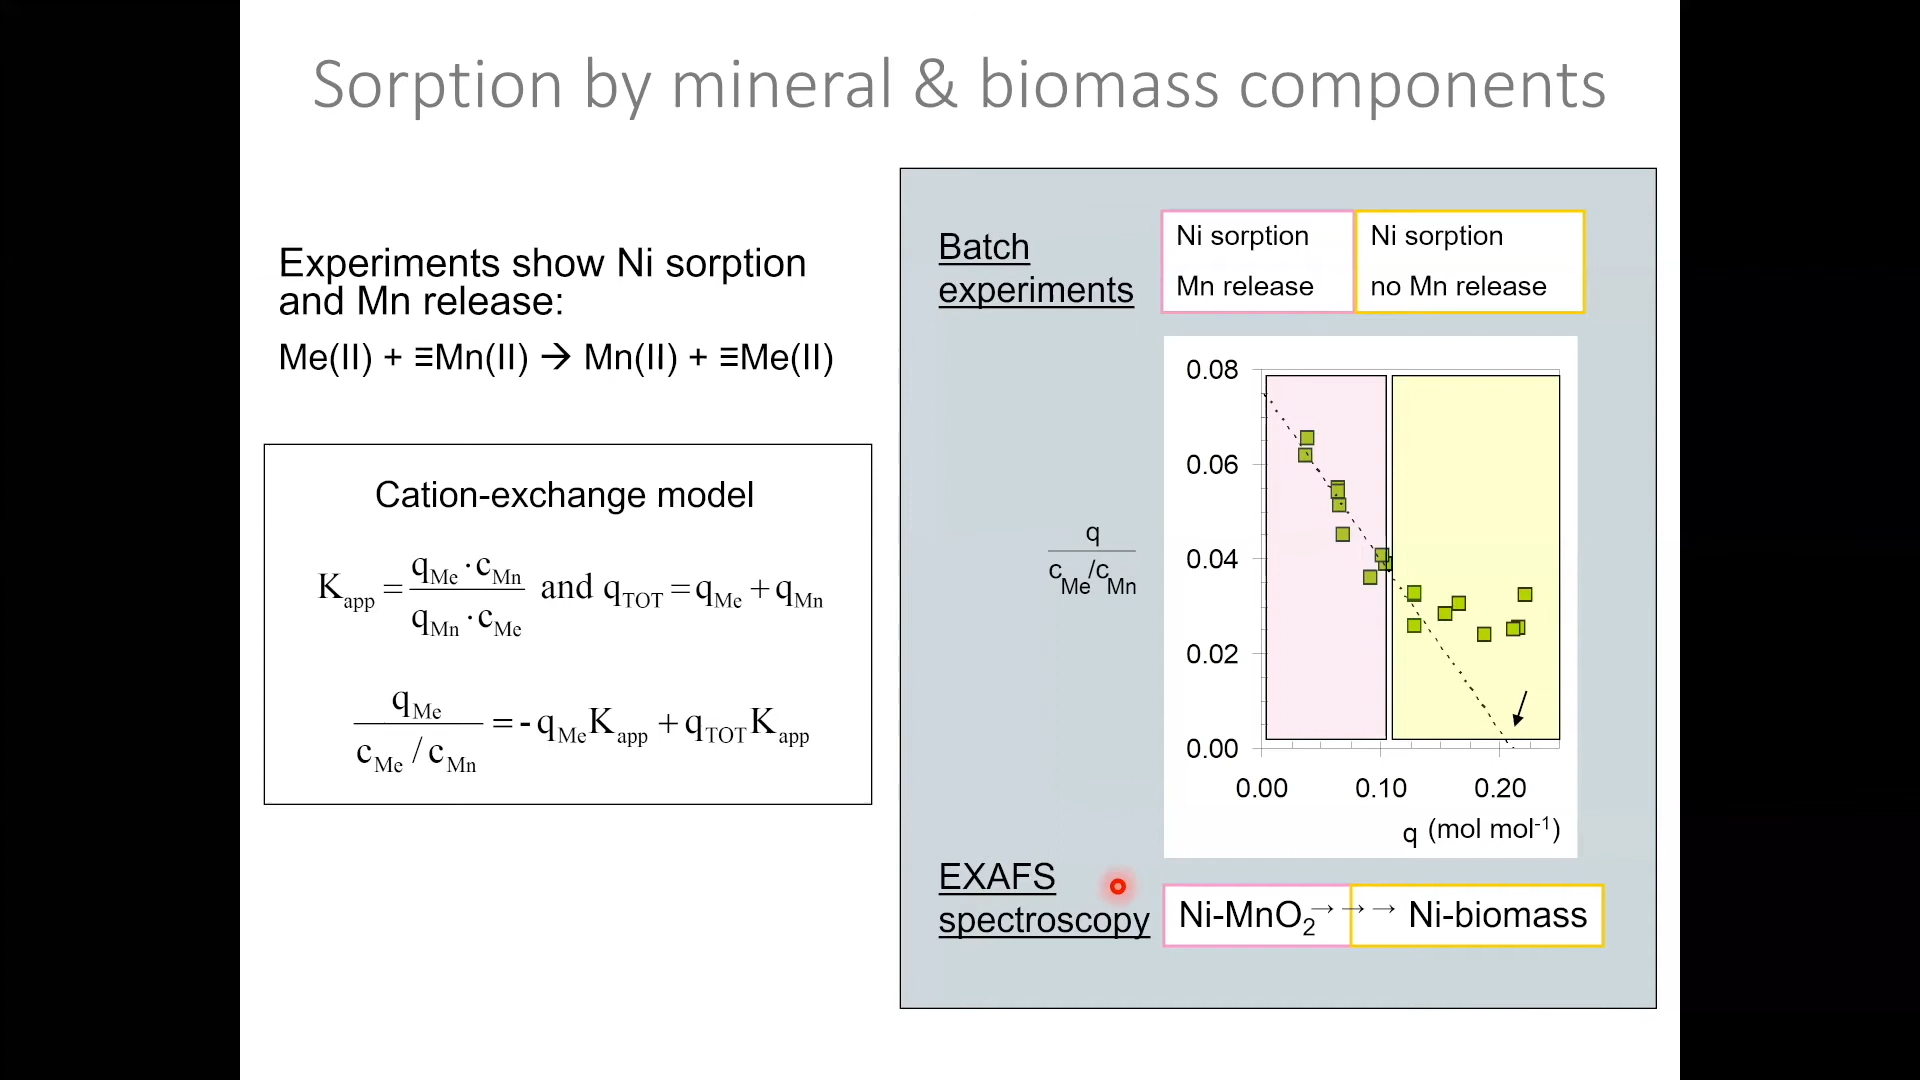 Sorption by mineral & biomass components
Experiments show Ni sorption
and Mn release:
Me(II) + ≡Mn(II) → Mn(II) + ≡Me(II)
Cation-exchange model
K_app = (q_Me · c_Mn) / (q_Mn · c_Me) and q_TOT = q_Me + q_Mn
q_Me / (c_Me / c_Mn) = - q_Me K_app + q_TOT K_app
Batch
experiments
Ni sorption
Mn release
Ni sorption
no Mn release
q
c_Me/c_Mn
0.08
0.06
0.04
0.02
0.00
0.00 0.10 0.20
q (mol mol⁻¹)
EXAFS
spectroscopy
Ni-MnO₂ → → → Ni-biomass